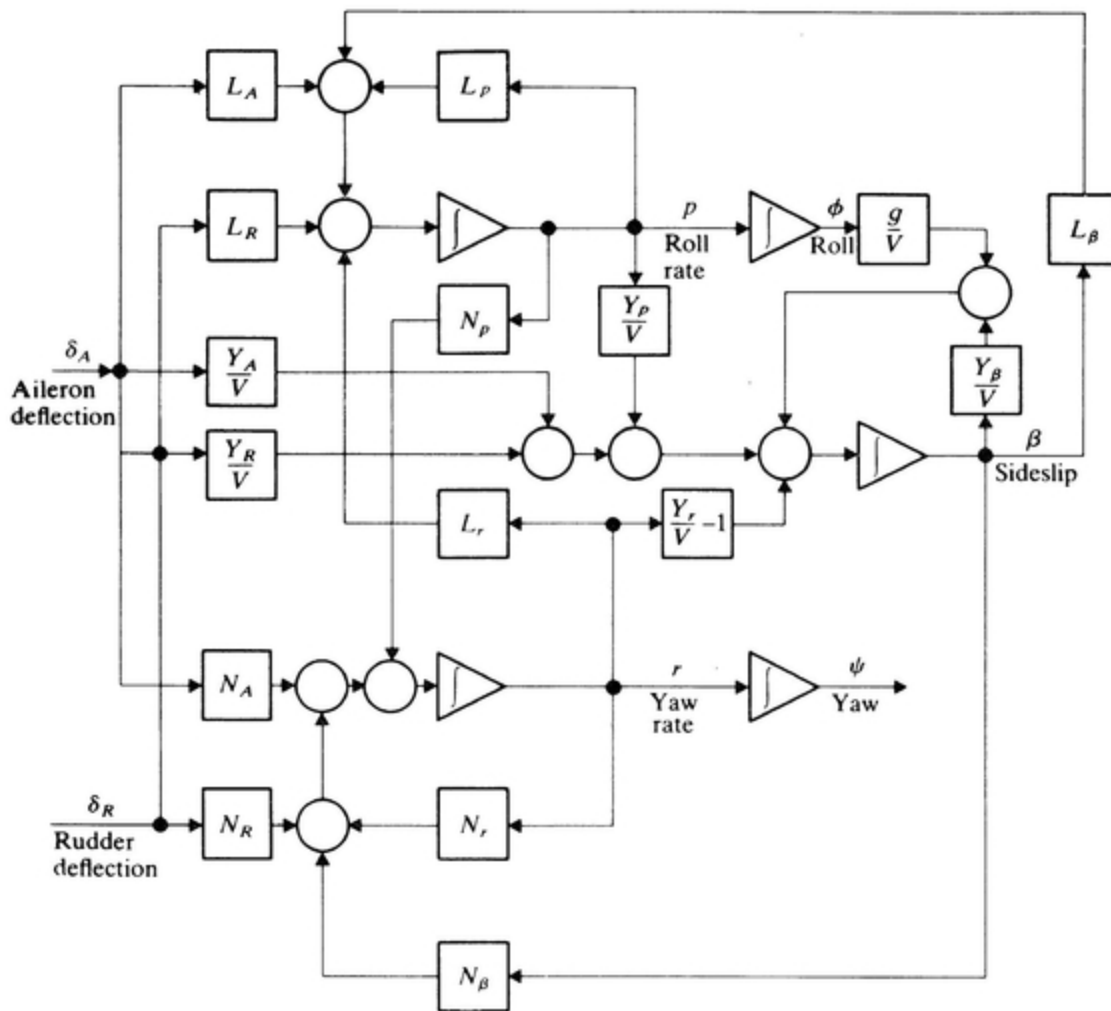 L_A
L_p
L_R
∫
p
Roll
rate
∫
ϕ
Roll
g/V
L_β
N_p
Y_p/V
δ_A
Aileron
deflection
Y_A/V
Y_β/V
Y_R/V
∫
β
Sideslip
L_r
Y_r/V −1
N_A
∫
r
Yaw
rate
∫
ψ
Yaw
δ_R
Rudder
deflection
N_R
N_r
N_β